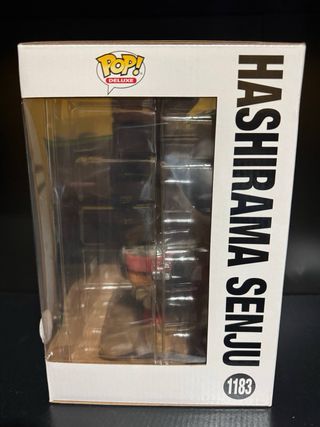 POP!
DELUXE
HASHIRAMA SENJU
1183